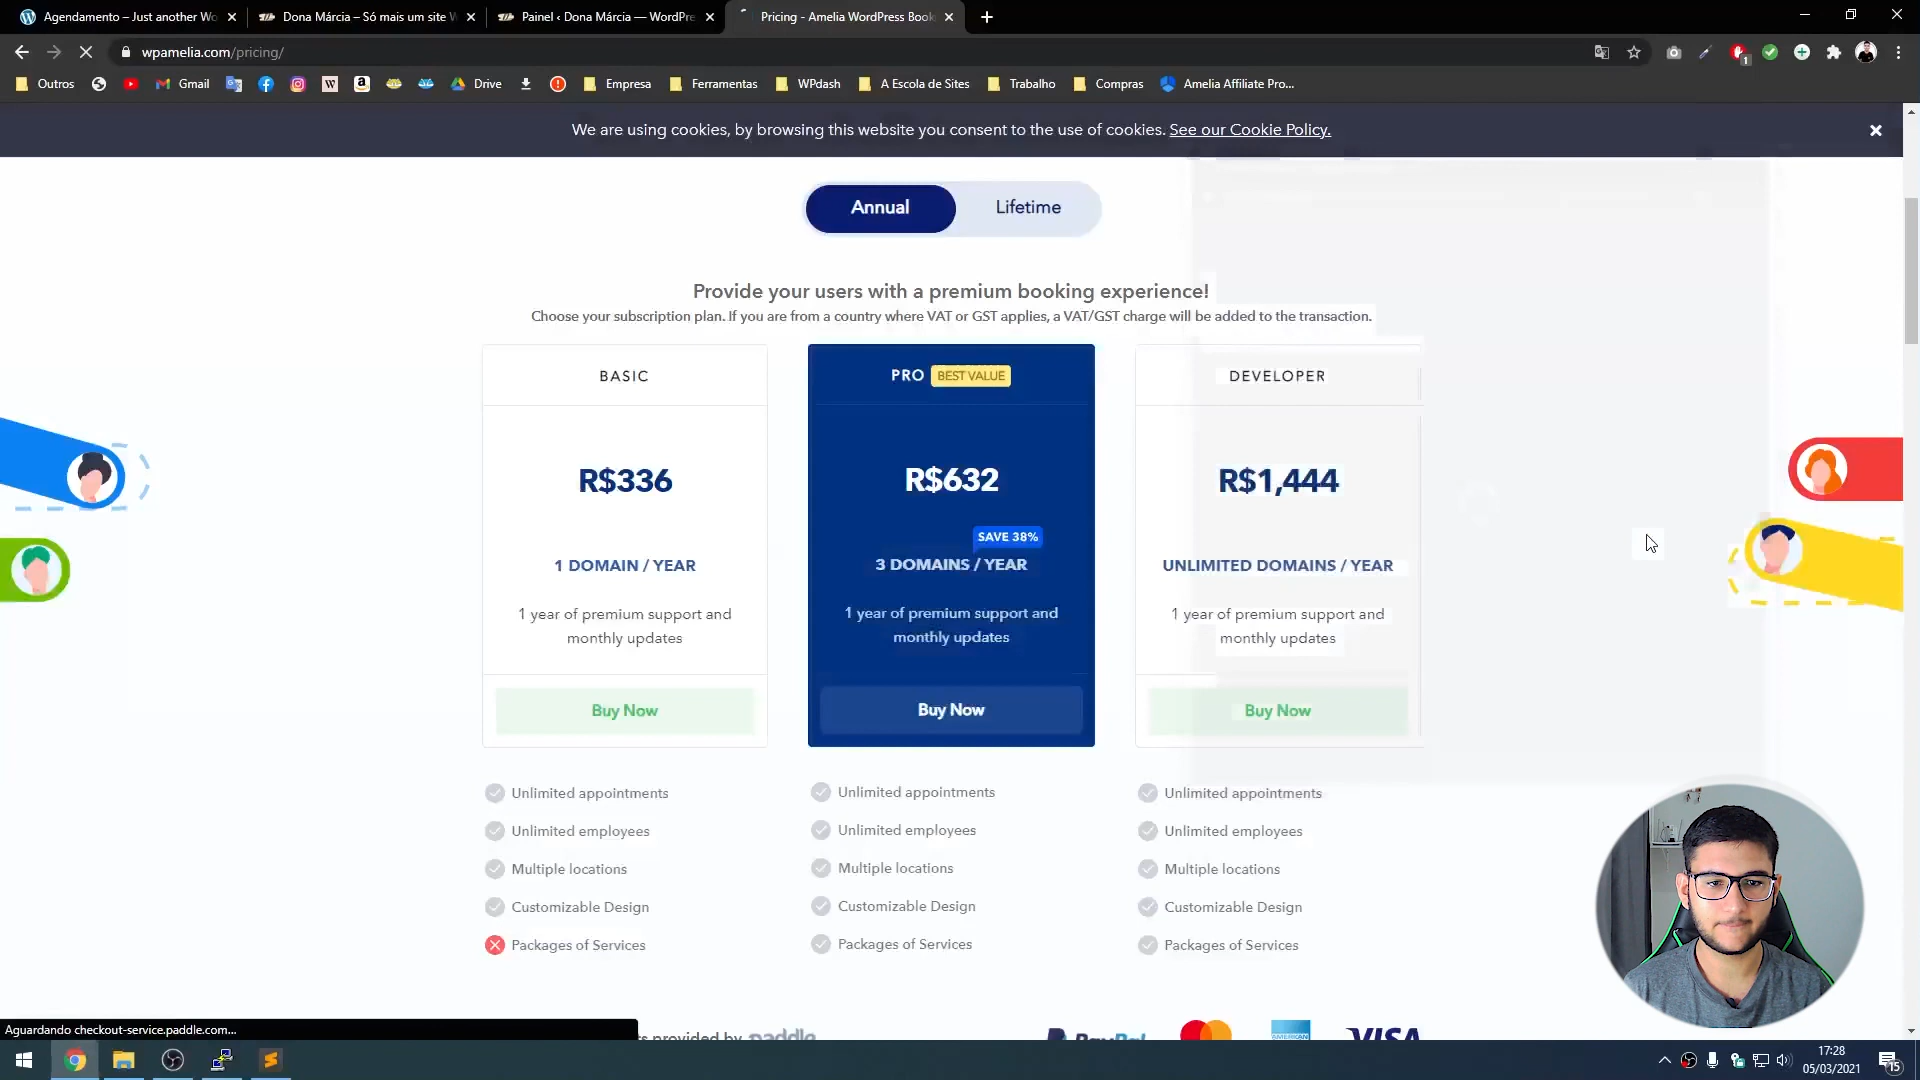 Agendamento – Just another Wo
Dona Márcia – Só mais um site W
Painel ‹ Dona Márcia — WordPre
Pricing - Amelia WordPress Book
wpamelia.com/pricing/
Outros
Gmail
Drive
Empresa
Ferramentas
WPdash
A Escola de Sites
Trabalho
Compras
Amelia Affiliate Pro...
We are using cookies, by browsing this website you consent to the use of cookies. See our Cookie Policy.
Annual
Lifetime
Provide your users with a premium booking experience!
Choose your subscription plan. If you are from a country where VAT or GST applies, a VAT/GST charge will be added to the transaction.
BASIC
R$336
1 DOMAIN / YEAR
1 year of premium support and
monthly updates
Buy Now
Unlimited appointments
Unlimited employees
Multiple locations
Customizable Design
Packages of Services
PRO
BEST VALUE
R$632
SAVE 38%
3 DOMAINS / YEAR
1 year of premium support and
monthly updates
Buy Now
Unlimited appointments
Unlimited employees
Multiple locations
Customizable Design
Packages of Services
DEVELOPER
R$1,444
UNLIMITED DOMAINS / YEAR
1 year of premium support and
monthly updates
Buy Now
Unlimited appointments
Unlimited employees
Multiple locations
Customizable Design
Packages of Services
provided by paddle
PayPal
VISA
Aguardando checkout-service.paddle.com...
17:28
05/03/2021
15